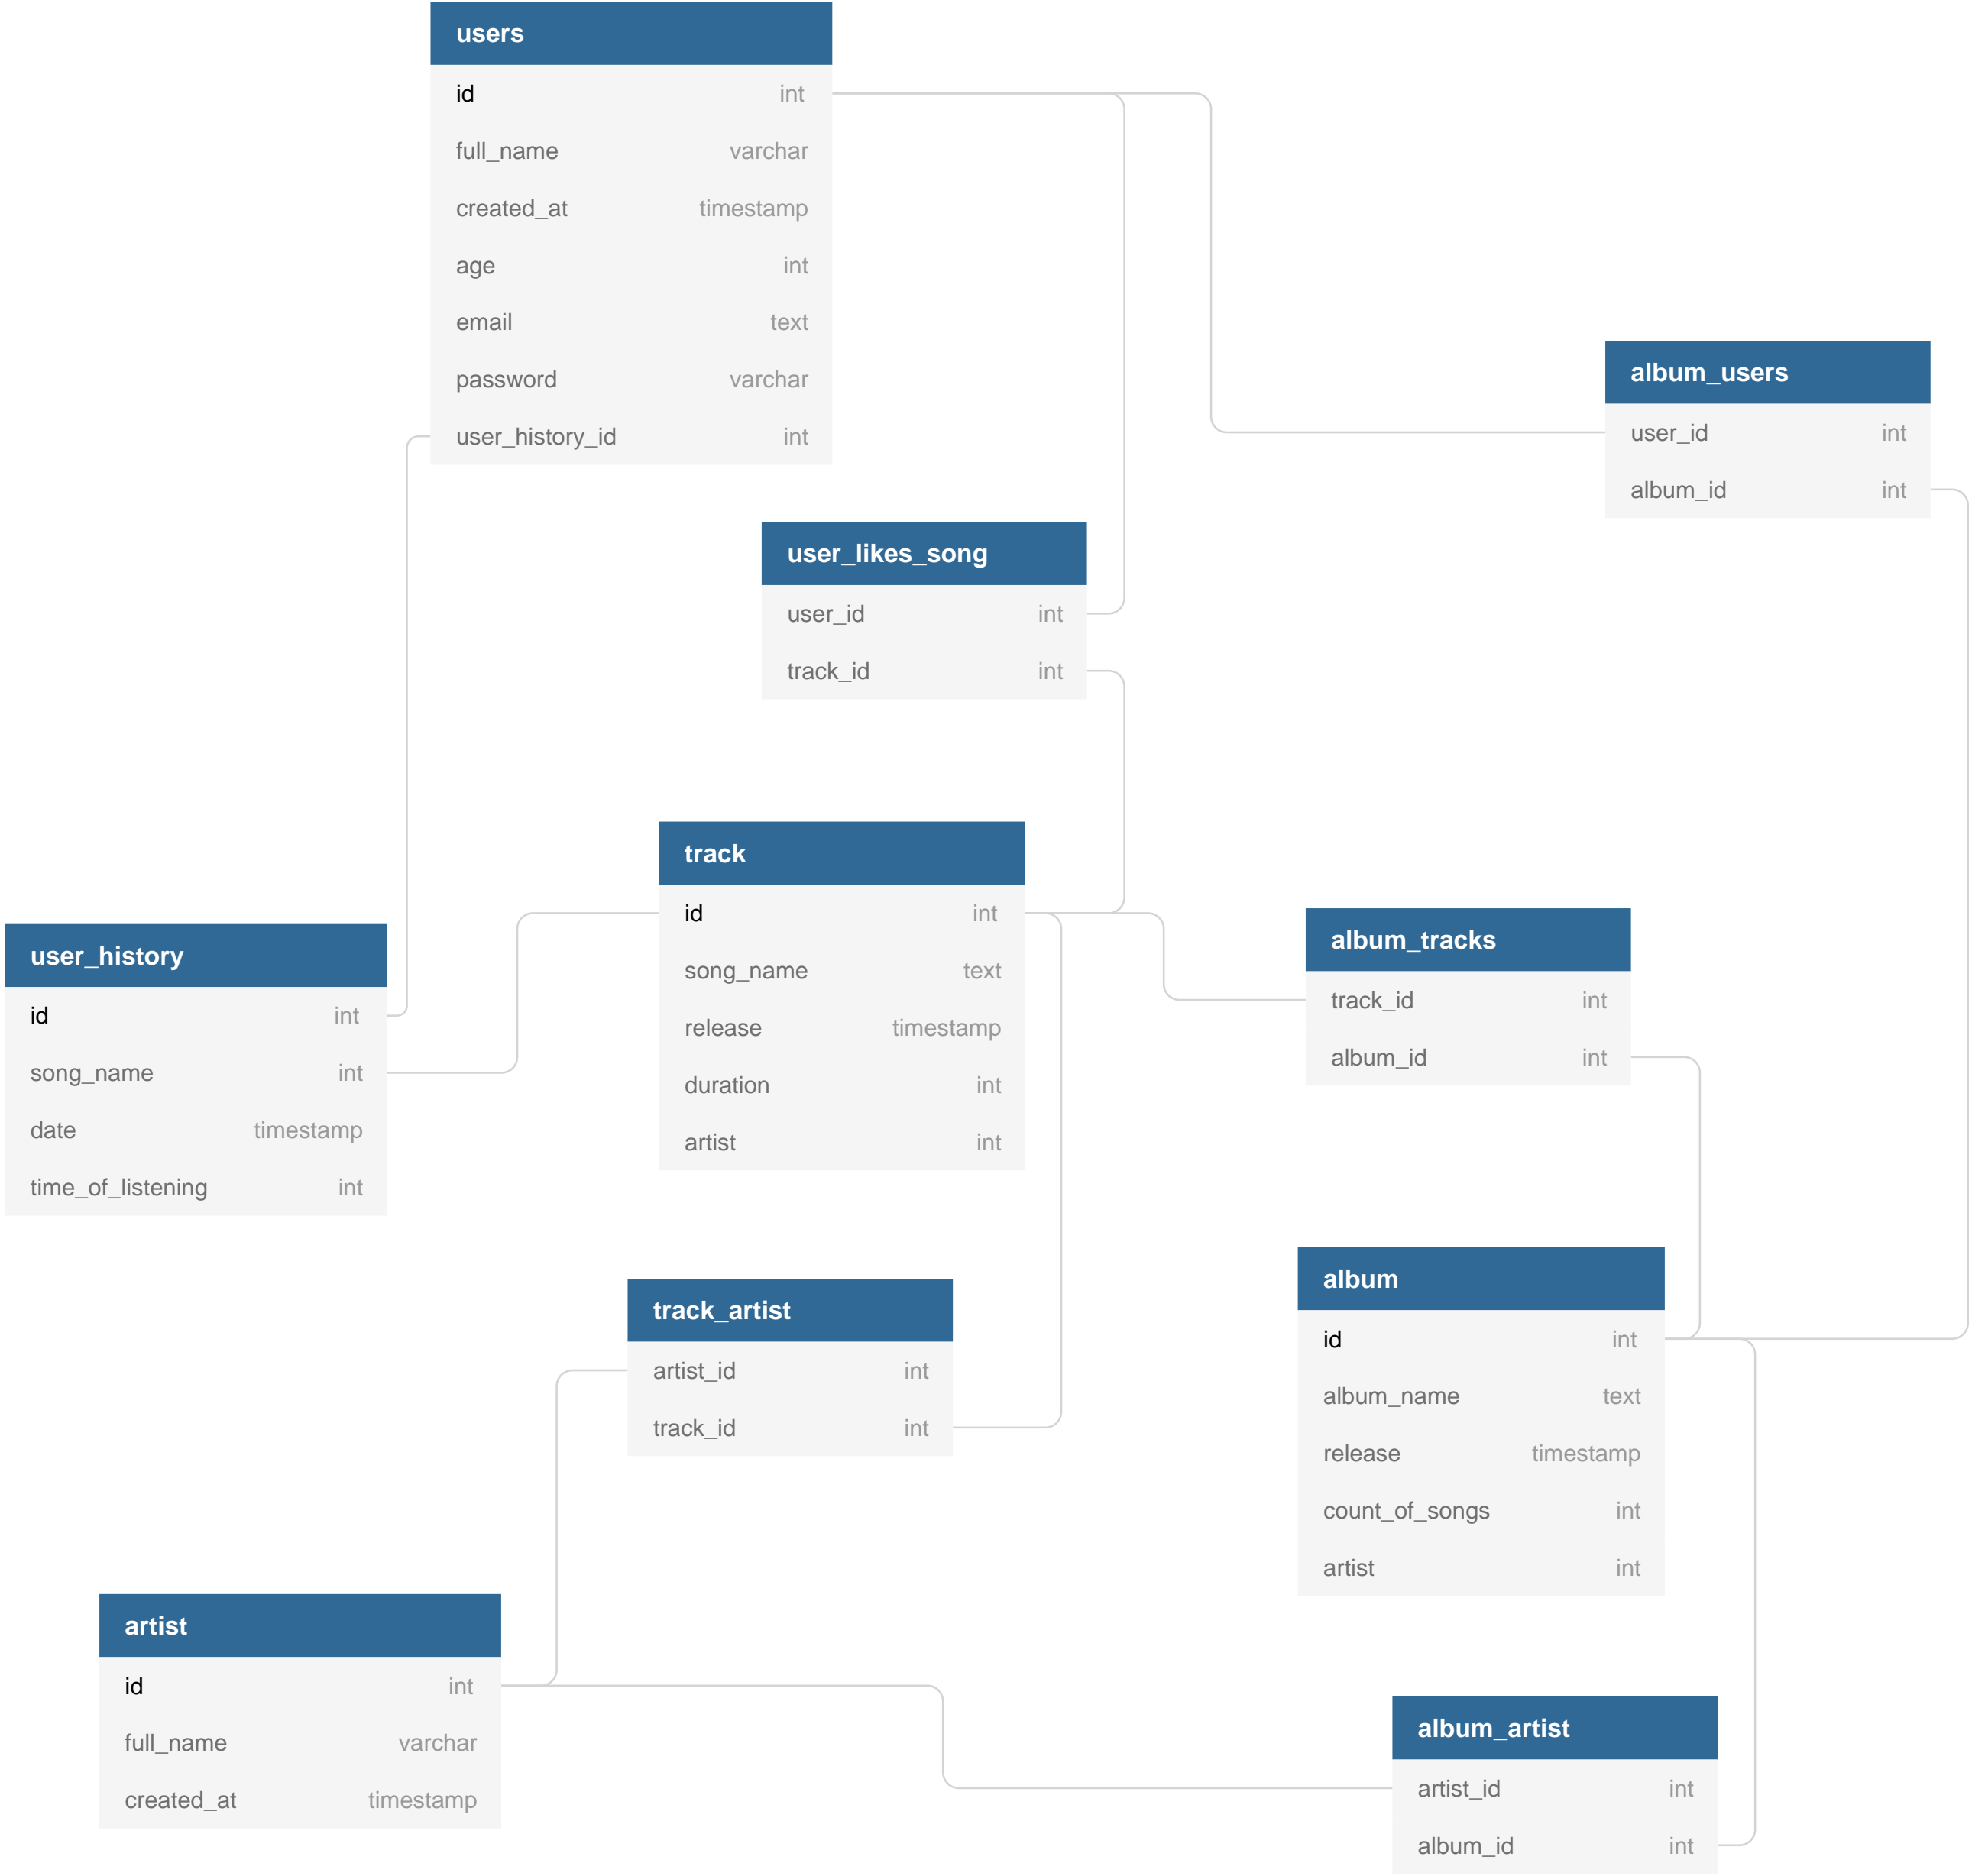 users
id int
full_name varchar
created_at timestamp
age int
email text
password varchar
user_history_id int
album_users
user_id int
album_id int
user_likes_song
user_id int
track_id int
track
id int
song_name text
release timestamp
duration int
artist int
user_history
id int
song_name int
date timestamp
time_of_listening int
album_tracks
track_id int
album_id int
album
id int
album_name text
release timestamp
count_of_songs int
artist int
track_artist
artist_id int
track_id int
artist
id int
full_name varchar
created_at timestamp
album_artist
artist_id int
album_id int